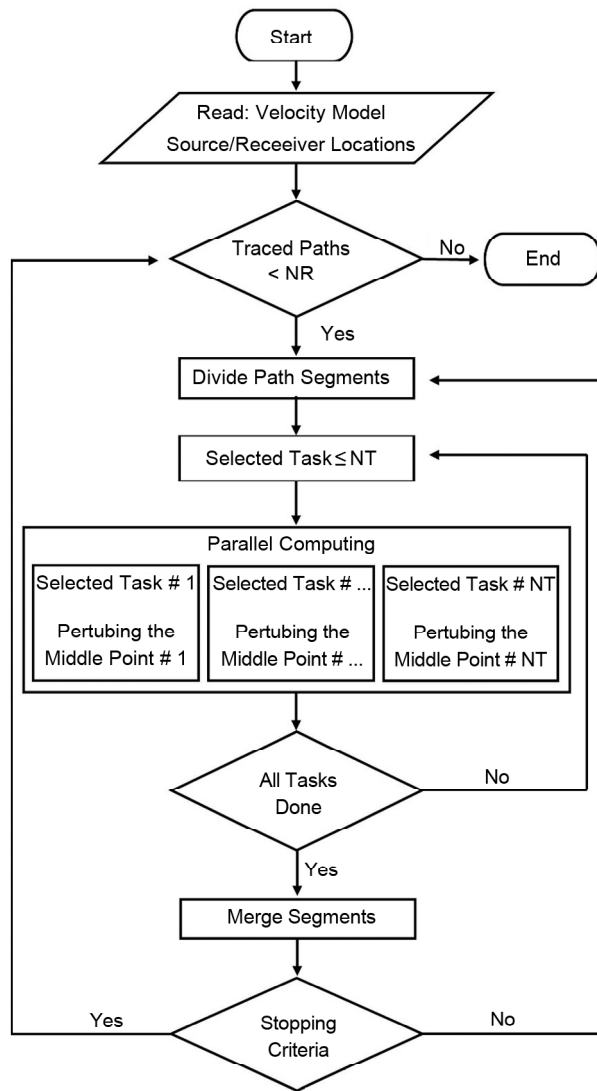 Start
Read: Velocity Model
Source/Receeiver Locations
Traced Paths
< NR
No
End
Yes
Divide Path Segments
Selected Task ≤ NT
Parallel Computing
Selected Task # 1
Pertubing the
Middle Point # 1
Selected Task # ...
Pertubing the
Middle Point # ...
Selected Task # NT
Pertubing the
Middle Point # NT
All Tasks
Done
No
Yes
Merge Segments
Stopping
Criteria
Yes
No